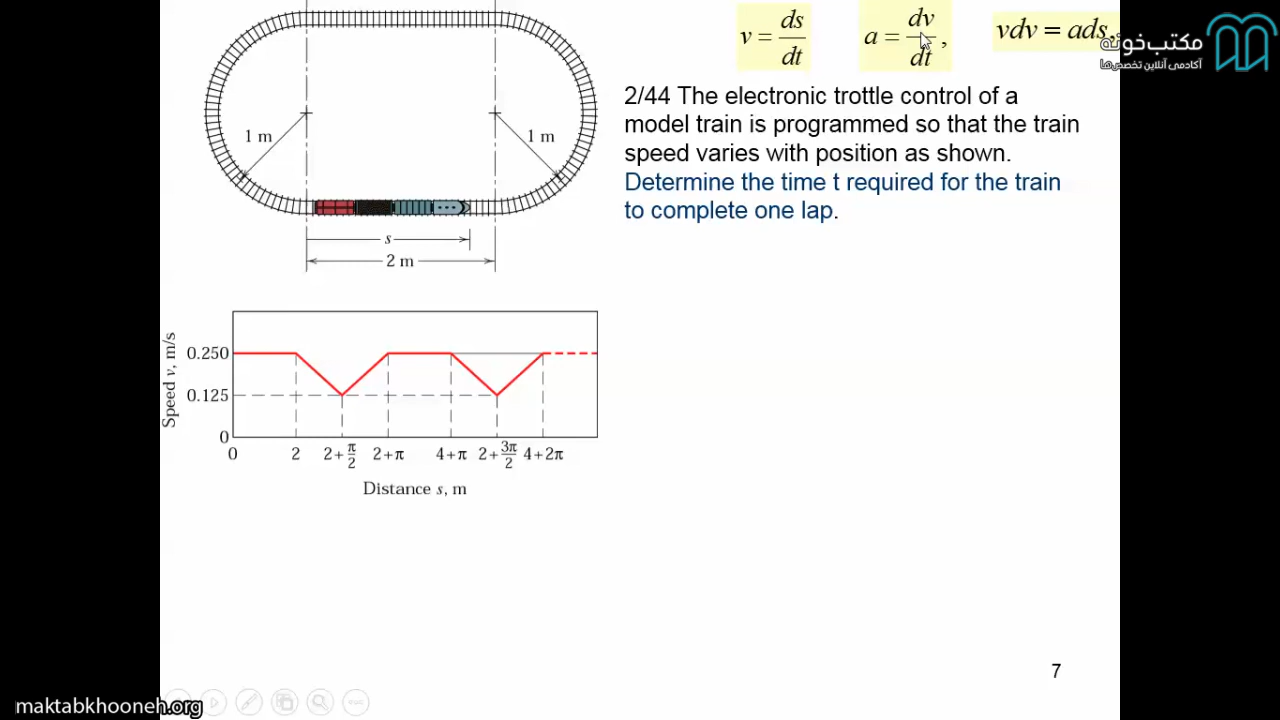 v = ds/dt
a = dv/dt,
vdv = ads,
مکتب‌خونه
آکادمی آنلاین تخصص‌ها
2/44 The electronic trottle control of a
model train is programmed so that the train
speed varies with position as shown.
Determine the time t required for the train
to complete one lap.
1 m
1 m
s
2 m
Speed v, m/s
0.250
0.125
0
0 2 2+π/2 2+π 4+π 2+3π/2 4+2π
Distance s, m
7
maktabkhooneh.org